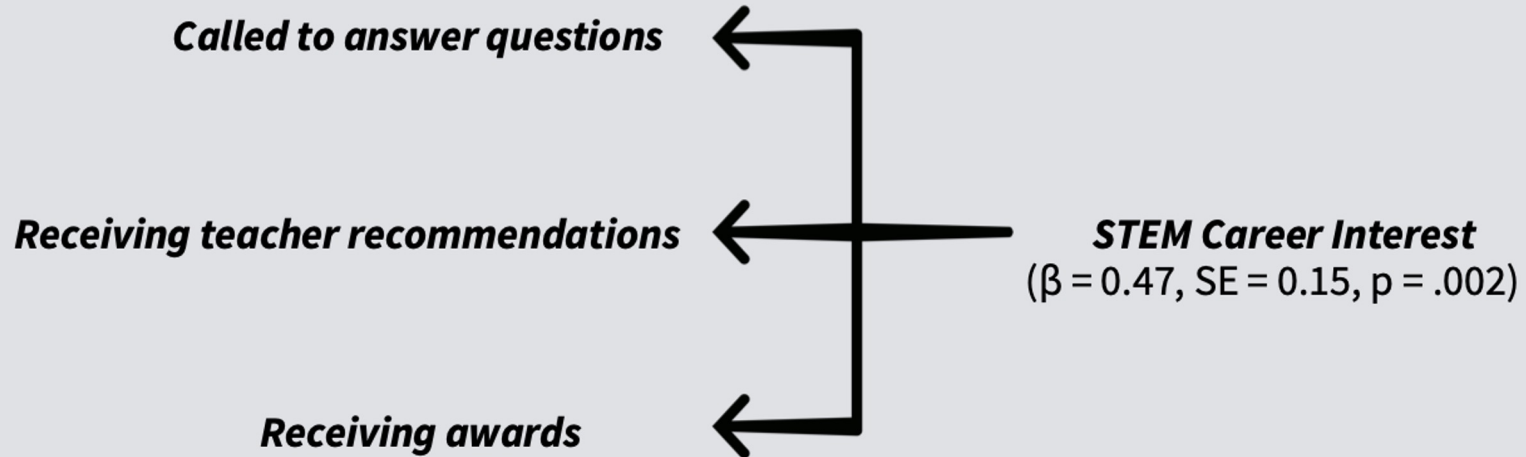 Called to answer questions
Receiving teacher recommendations
STEM Career Interest
(β = 0.47, SE = 0.15, p = .002)
Receiving awards